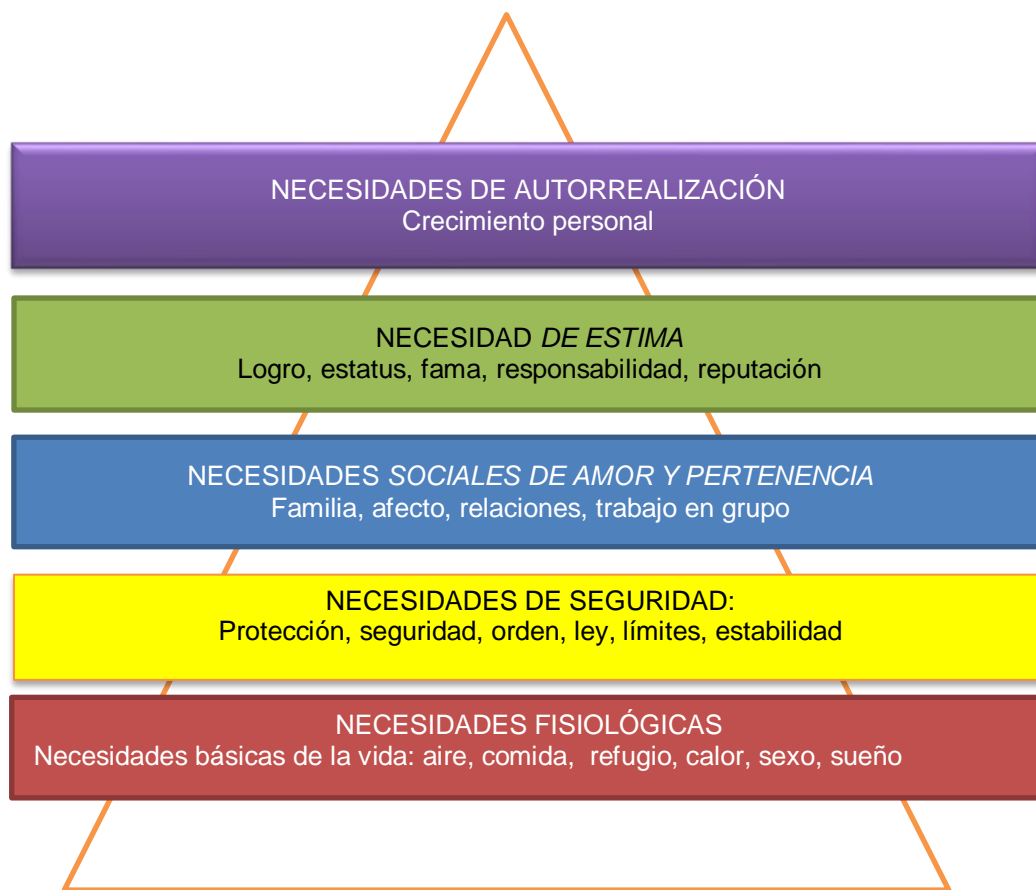 NECESIDADES DE AUTORREALIZACIÓN
Crecimiento personal
NECESIDAD DE ESTIMA
Logro, estatus, fama, responsabilidad, reputación
NECESIDADES SOCIALES DE AMOR Y PERTENENCIA
Familia, afecto, relaciones, trabajo en grupo
NECESIDADES DE SEGURIDAD:
Protección, seguridad, orden, ley, límites, estabilidad
NECESIDADES FISIOLÓGICAS
Necesidades básicas de la vida: aire, comida, refugio, calor, sexo, sueño